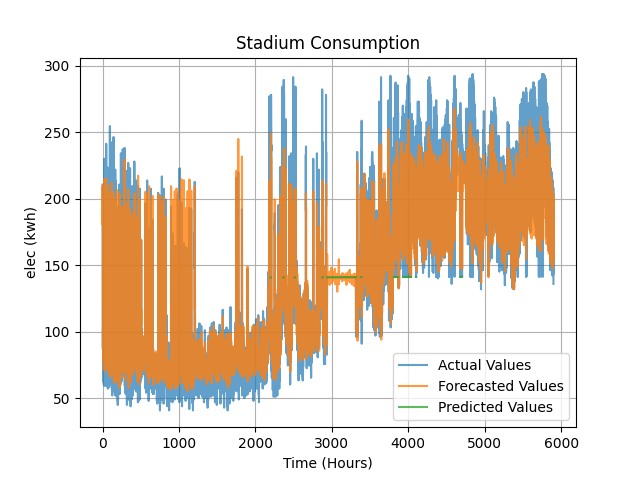 Stadium Consumption
elec (kwh)
300
250
200
150
100
50
0
1000
2000
3000
4000
5000
6000
Time (Hours)
Actual Values
Forecasted Values
Predicted Values